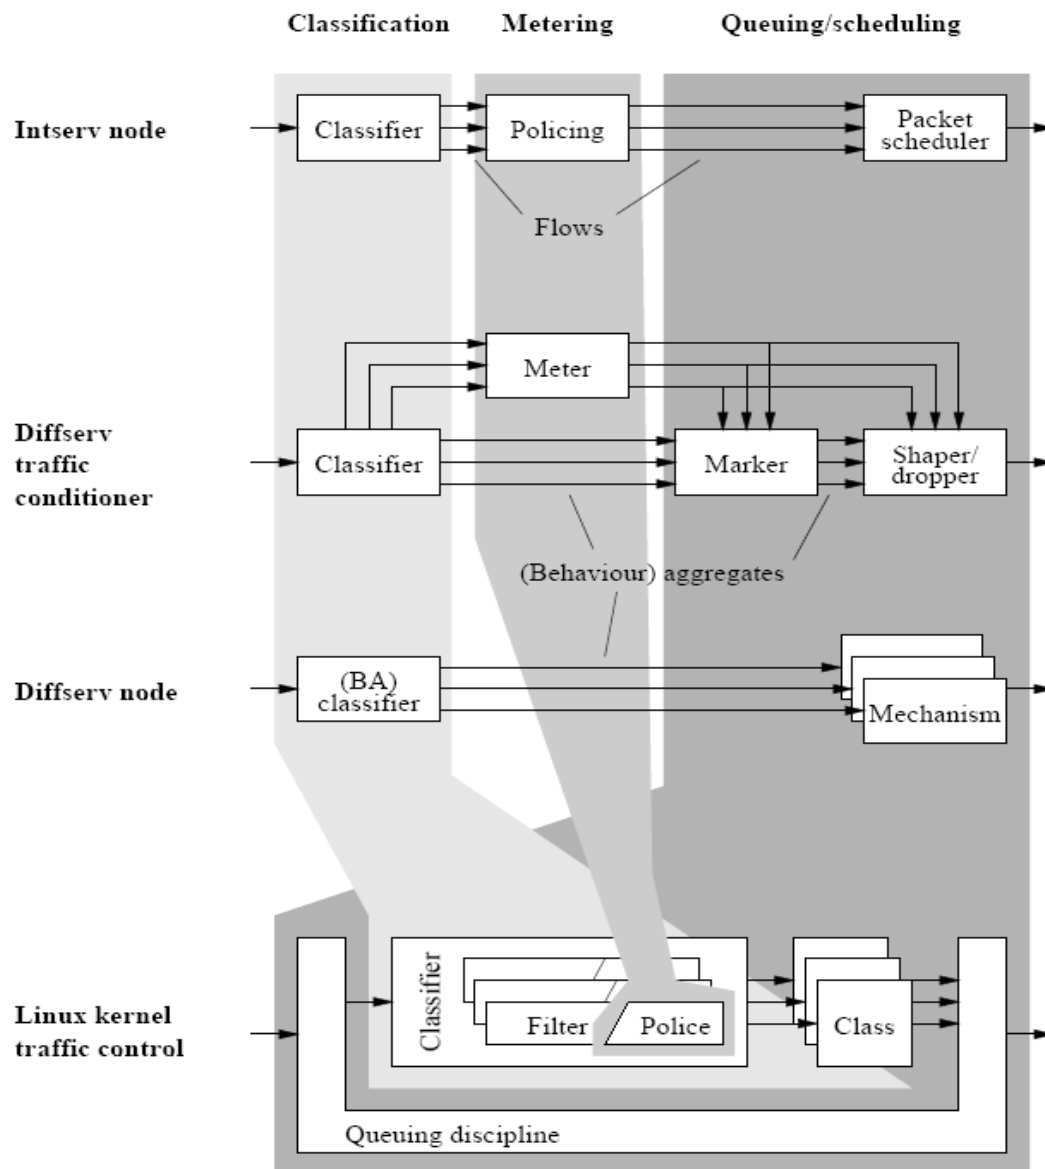 Classification Metering Queuing/scheduling
Intserv node
Classifier
Policing
Packet
scheduler
Flows
Meter
Diffserv
traffic
conditioner
Classifier
Marker
Shaper/
dropper
(Behaviour) aggregates
Diffserv node
(BA)
classifier
Mechanism
Linux kernel
traffic control
Classifier
Filter
Police
Class
Queuing discipline